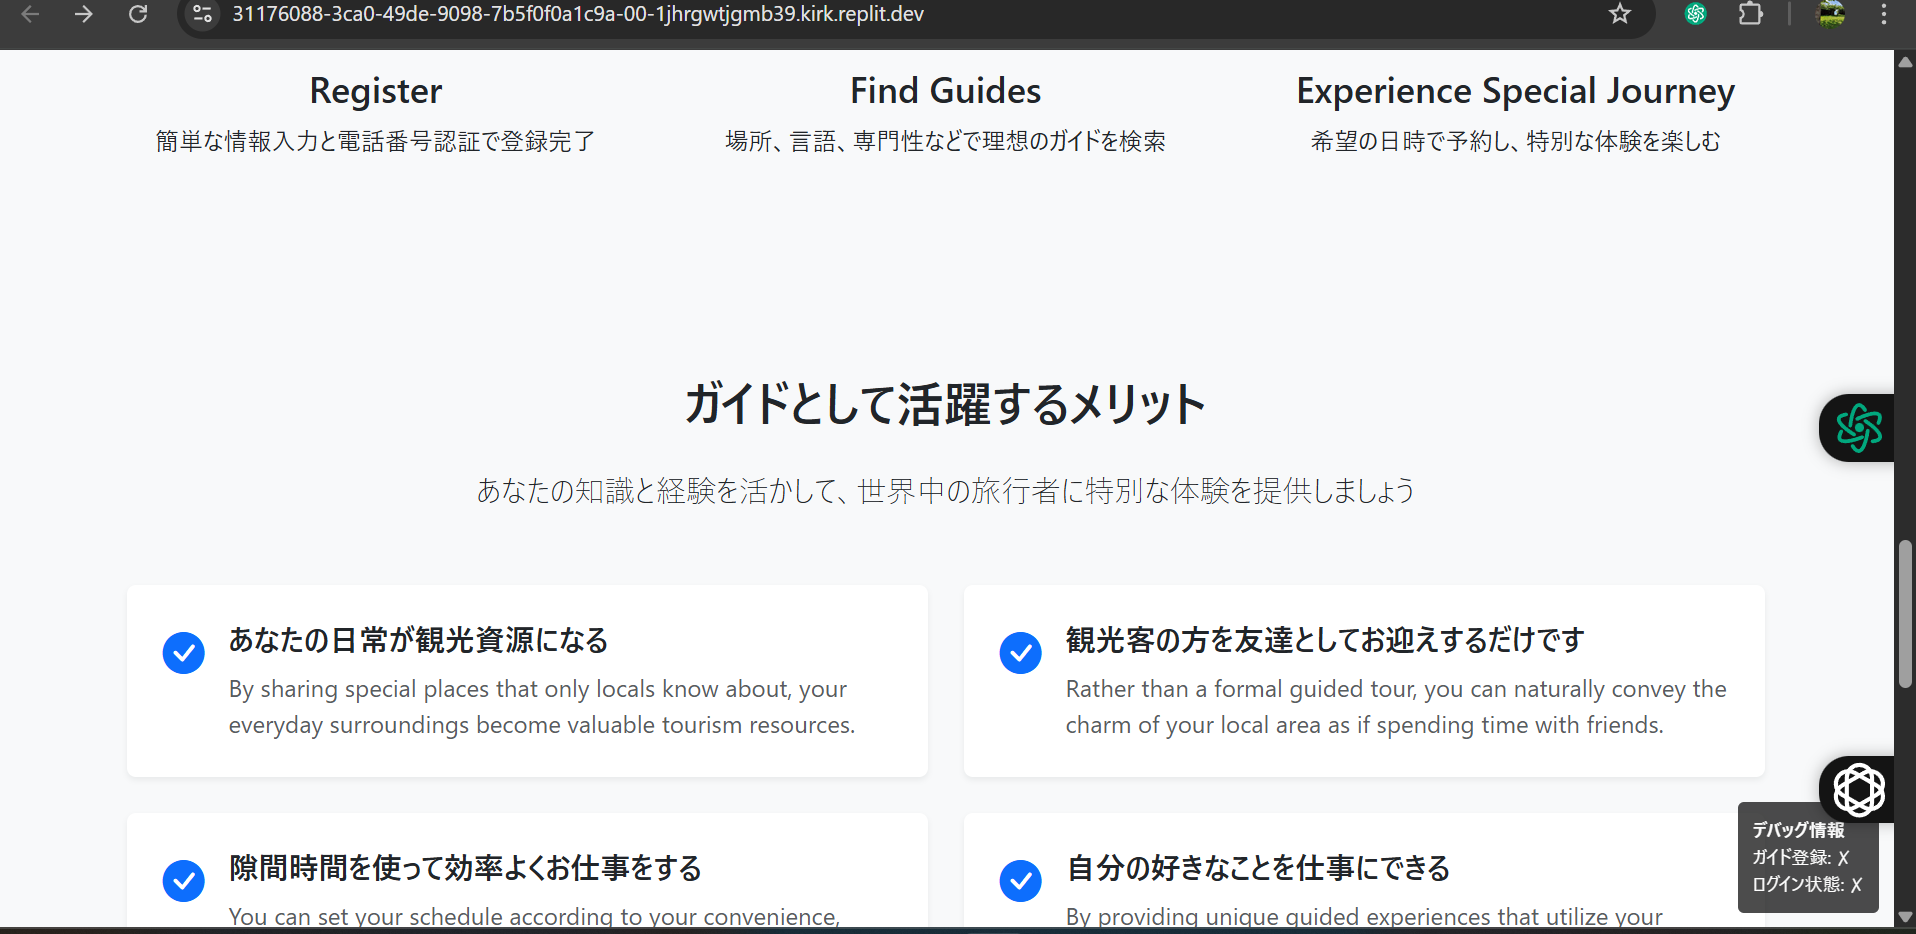 31176088-3ca0-49de-9098-7b5f0f0a1c9a-00-1jhrgwtjgmb39.kirk.replit.dev
Register
簡単な情報入力と電話番号認証で登録完了
Find Guides
場所、言語、専門性などで理想のガイドを検索
Experience Special Journey
希望の日時で予約し、特別な体験を楽しむ
ガイドとして活躍するメリット
あなたの知識と経験を活かして、世界中の旅行者に特別な体験を提供しましょう
あなたの日常が観光資源になる
By sharing special places that only locals know about, your
everyday surroundings become valuable tourism resources.
観光客の方を友達としてお迎えするだけです
Rather than a formal guided tour, you can naturally convey the
charm of your local area as if spending time with friends.
隙間時間を使って効率よくお仕事をする
You can set your schedule according to your convenience,
自分の好きなことを仕事にできる
By providing unique guided experiences that utilize your
デバッグ情報
ガイド登録: ✗
ログイン状態: ✗